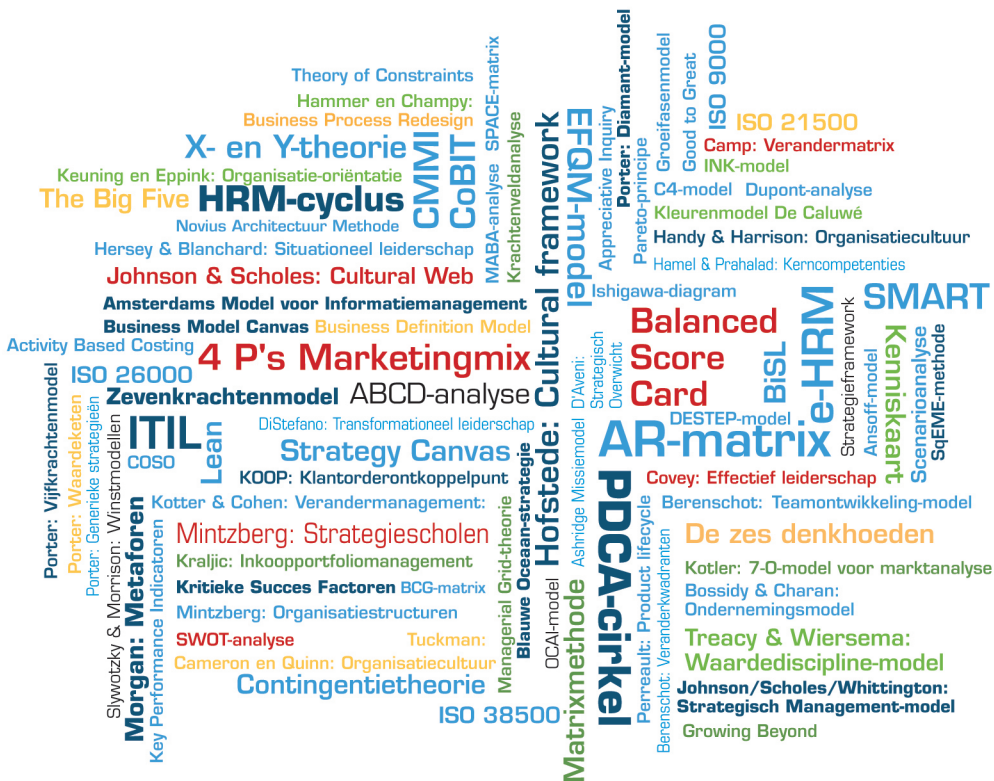 Theory of Constraints
Hammer en Champy:
Business Process Redesign
X- en Y-theorie
Keuning en Eppink: Organisatie-oriëntatie
The Big Five
HRM-cyclus
Novius Architectuur Methode
Hersey & Blanchard: Situationeel leiderschap
Johnson & Scholes: Cultural Web
Amsterdams Model voor Informatiemanagement
Business Model Canvas
Business Definition Model
Activity Based Costing
4 P's Marketingmix
ISO 26000
Zevenkrachtenmodel
ABCD-analyse
CMMI
CoBIT
SPACE-matrix
MABA-analyse
Krachtenveldanalyse
Hofstede: Cultural framework
EFQM-model
Appreciative Inquiry
Porter: Diamant-model
Pareto-principe
Groeifasenmodel
Good to Great
ISO 9000
ISO 21500
Camp: Verandermatrix
INK-model
C4-model
Dupont-analyse
Kleurenmodel De Caluwé
Handy & Harrison: Organisatiecultuur
Hamel & Prahalad: Kerncompetenties
Ishigawa-diagram
SMART
Balanced
Score
Card
D'Aveni:
Strategisch
Overwicht
BiSL
e-HRM
Strategieframework
Ansoff-model
Kenniskaart
Scenarioanalyse
SqEME-methode
DESTEP-model
AR-matrix
Porter: Vijfkrachtenmodel
Porter: Waardeketen
Porter: Generieke strategieën
Slywotzky & Morrison: Winstmodellen
ITIL
COSO
Lean
DiStefano: Transformationeel leiderschap
Strategy Canvas
KOOP: Klantorderontkoppelpunt
Kotter & Cohen: Verandermanagement:
Mintzberg: Strategiescholen
Kraljic: Inkoopportfoliomanagement
Kritieke Succes Factoren
BCG-matrix
Mintzberg: Organisatiestructuren
SWOT-analyse
Tuckman:
Cameron en Quinn: Organisatiecultuur
Contingentietheorie
ISO 38500
Morgan: Metaforen
Key Performance Indicatoren
Managerial Grid-theorie
Blauwe Oceaan-strategie
OCAI-model
Ashridge Missiemodel
Matrixmethode
PDCA-cirkel
Perreault: Product lifecycle
Berenschot: Veranderkwadranten
Covey: Effectief leiderschap
Berenschot: Teamontwikkeling-model
De zes denkhoeden
Kotler: 7-O-model voor marktanalyse
Bossidy & Charan:
Ondernemingsmodel
Treacy & Wiersema:
Waardediscipline-model
Johnson/Scholes/Whittington:
Strategisch Management-model
Growing Beyond